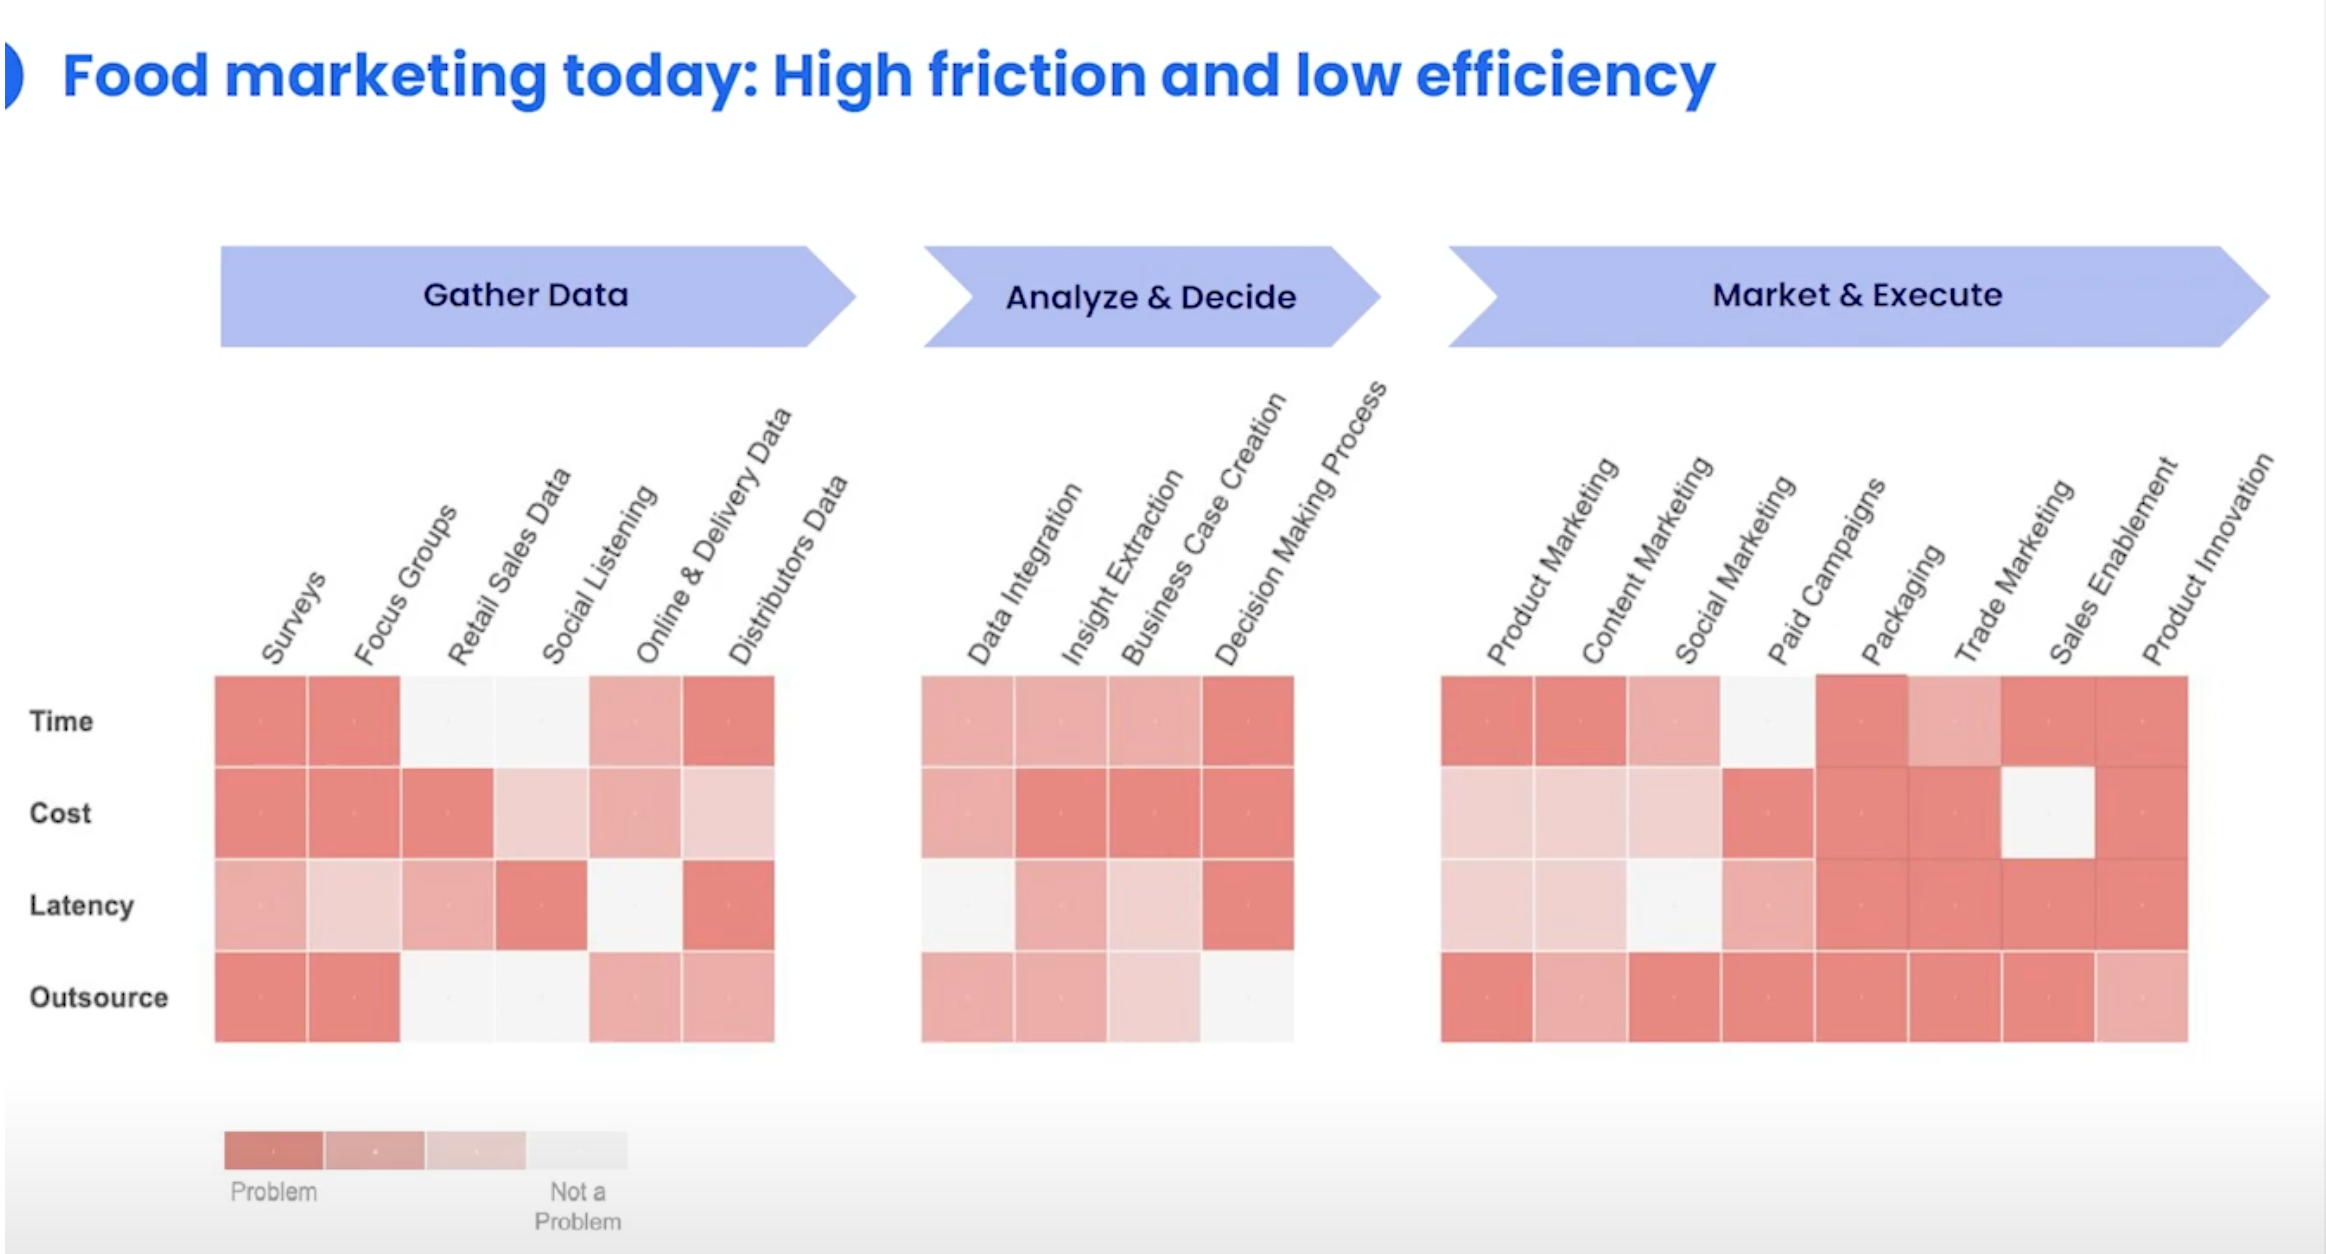 Food marketing today: High friction and low efficiency
Gather Data
Analyze & Decide
Market & Execute
Surveys
Focus Groups
Retail Sales Data
Social Listening
Online & Delivery Data
Distributors Data
Data Integration
Insight Extraction
Business Case Creation
Decision Making Process
Product Marketing
Content Marketing
Social Marketing
Paid Campaigns
Packaging
Trade Marketing
Sales Enablement
Product Innovation
Time
Cost
Latency
Outsource
Problem
Not a
Problem